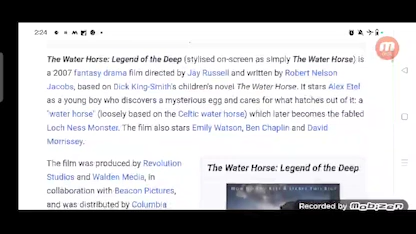 2:24
The Water Horse: Legend of the Deep (stylised on-screen as simply The Water Horse) is
a 2007 fantasy drama film directed by Jay Russell and written by Robert Nelson
Jacobs, based on Dick King-Smith's children's novel The Water Horse. It stars Alex Etel
as a young boy who discovers a mysterious egg and cares for what hatches out of it: a
"water horse" (loosely based on the Celtic water horse) which later becomes the fabled
Loch Ness Monster. The film also stars Emily Watson, Ben Chaplin and David
Morrissey.
The film was produced by Revolution
Studios and Walden Media, in
collaboration with Beacon Pictures,
and was distributed by Columbia
The Water Horse: Legend of the Deep
Recorded by Mobizen